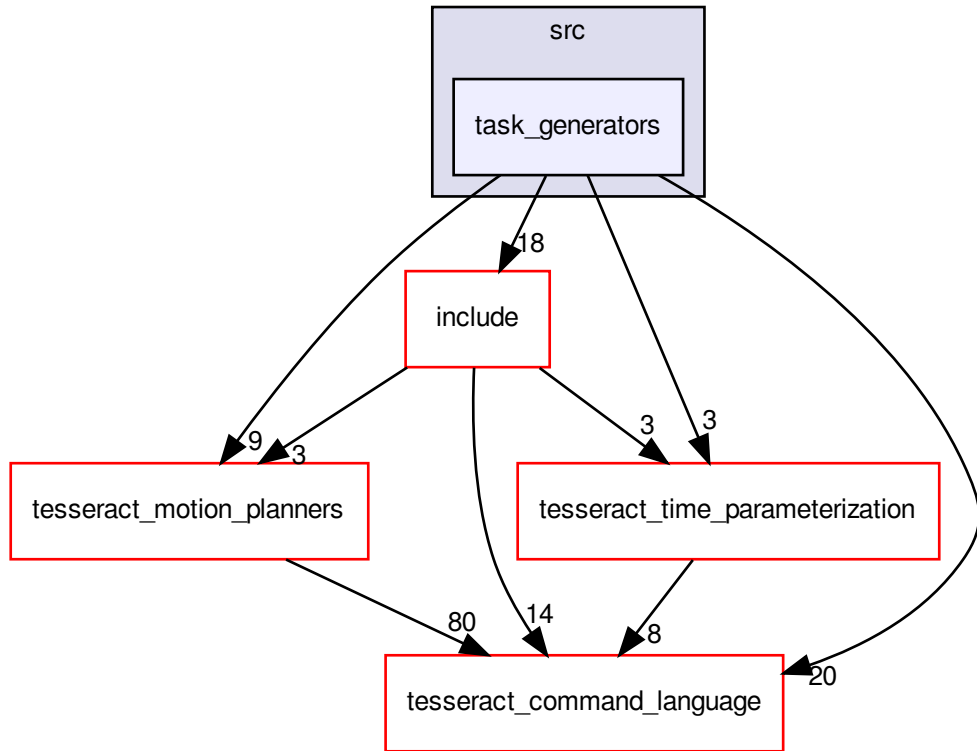 src
task_generators
18
include
9
3
3
3
tesseract_motion_planners
tesseract_time_parameterization
80
14
8
20
tesseract_command_language